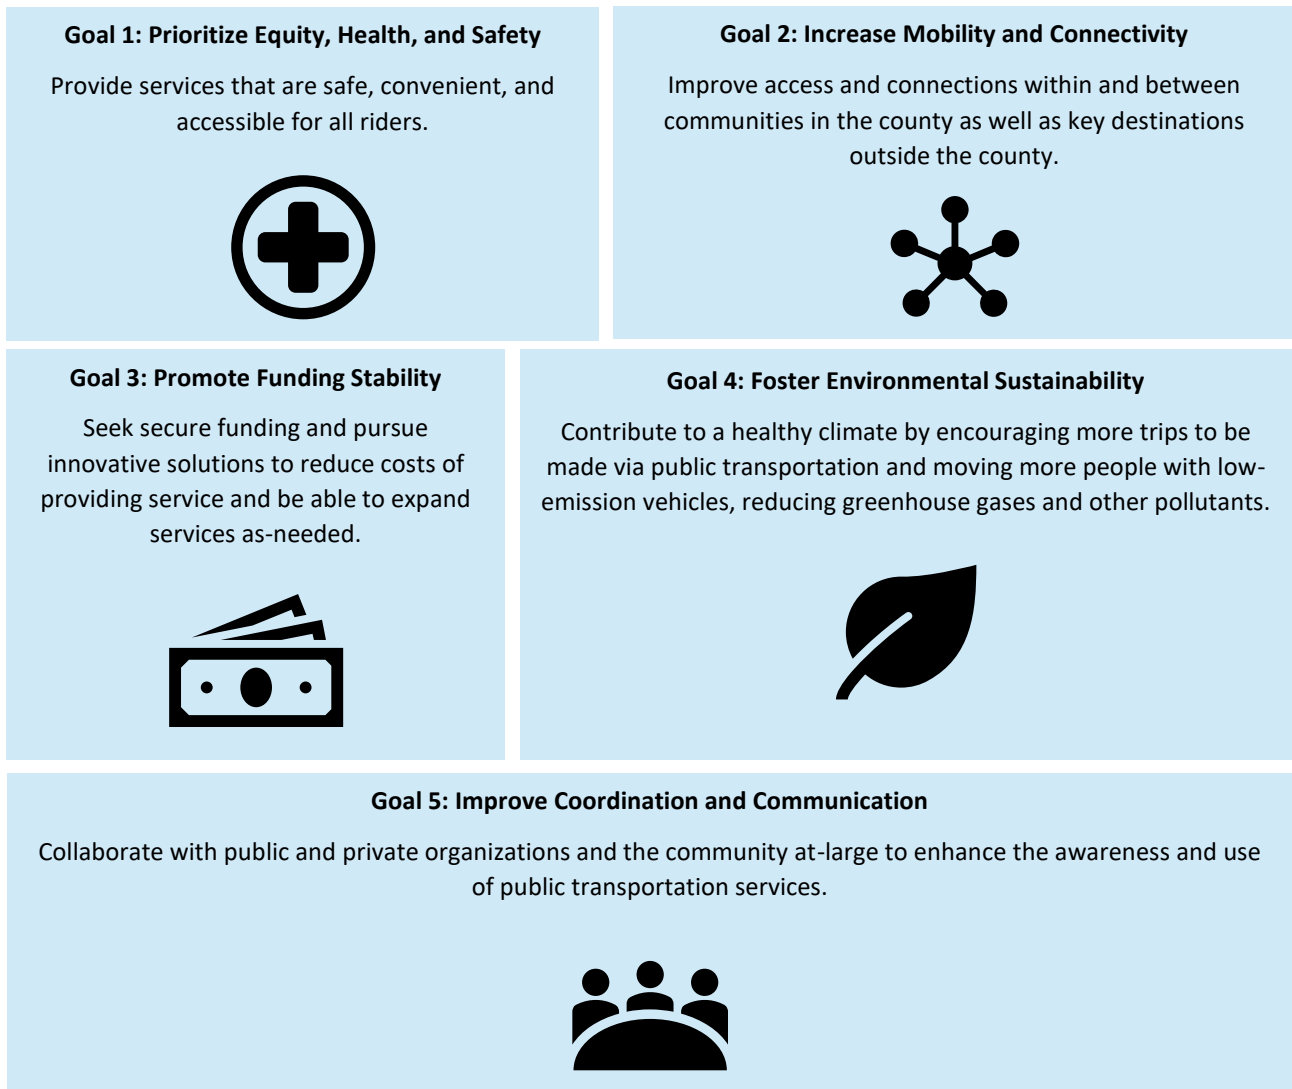 Goal 1: Prioritize Equity, Health, and Safety
Provide services that are safe, convenient, and
accessible for all riders.
Goal 2: Increase Mobility and Connectivity
Improve access and connections within and between
communities in the county as well as key destinations
outside the county.
Goal 3: Promote Funding Stability
Seek secure funding and pursue
innovative solutions to reduce costs of
providing service and be able to expand
services as-needed.
Goal 4: Foster Environmental Sustainability
Contribute to a healthy climate by encouraging more trips to be
made via public transportation and moving more people with low-
emission vehicles, reducing greenhouse gases and other pollutants.
Goal 5: Improve Coordination and Communication
Collaborate with public and private organizations and the community at-large to enhance the awareness and use
of public transportation services.